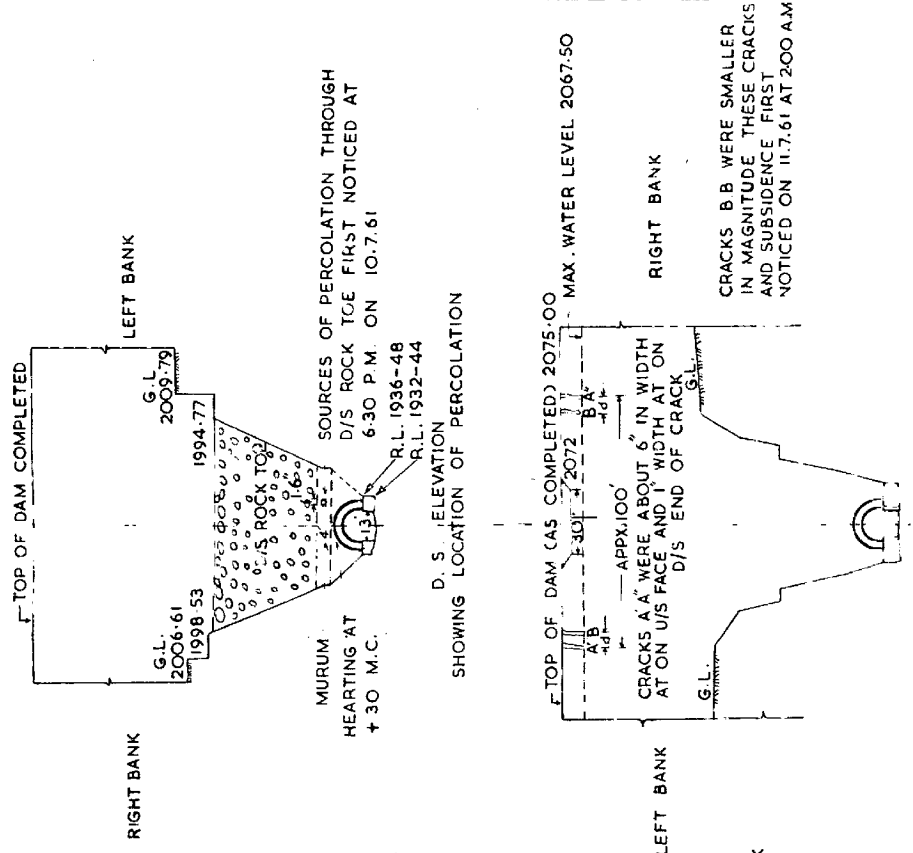 TOP OF DAM COMPLETED
RIGHT BANK
LEFT BANK
G.L.
2006·61
1998·53
G.L.
2009·79
1994·77
D/S ROCK TOE
1·6"
13'
MURUM
HEARTING AT
+30 M.C.
SOURCES OF PERCOLATION THROUGH
D/S ROCK TOE FIRST NOTICED AT
6·30 P.M. ON 10.7.61
R.L. 1936-48
R.L. 1932-44
D. S. ELEVATION
SHOWING LOCATION OF PERCOLATION
TOP OF DAM (AS COMPLETED) 2075·00
MAX. WATER LEVEL 2067·50
30'
2072
A' B'
d
B A"
d
APPX.100'
CRACKS A' A" WERE ABOUT 6" IN WIDTH
AT ON U/S FACE AND 1" WIDTH AT ON
D/S END OF CRACK
G.L.
G.L.
LEFT BANK
RIGHT BANK
CRACKS B.B WERE SMALLER
IN MAGNITUDE THESE CRACKS
AND SUBSIDENCE FIRST
NOTICED ON 11.7.61 AT 2·00 A.M